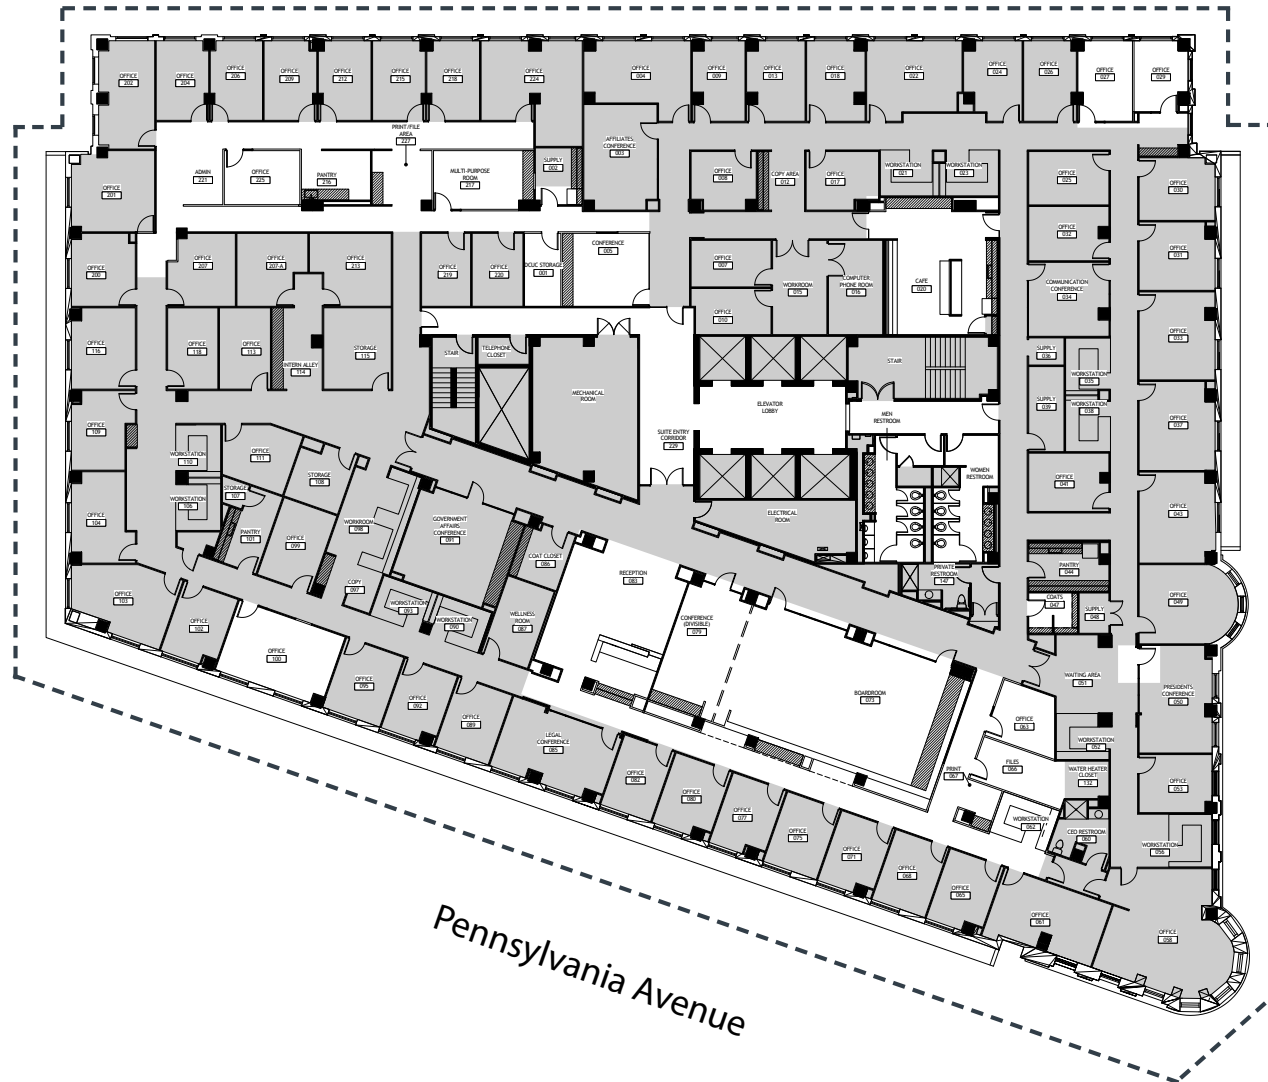 OFFICE
202
OFFICE
204
OFFICE
206
OFFICE
209
OFFICE
212
OFFICE
215
OFFICE
218
OFFICE
224
OFFICE
004
OFFICE
009
OFFICE
013
OFFICE
018
OFFICE
022
OFFICE
024
OFFICE
026
OFFICE
027
OFFICE
029
PRINT/FILE
AREA
227
AFFILIATES
CONFERENCE
003
OFFICE
201
ADMIN
221
OFFICE
225
PANTRY
216
MULTI-PURPOSE
ROOM
217
SUPPLY
002
OFFICE
008
COPY AREA
012
OFFICE
017
WORKSTATION
021
WORKSTATION
023
OFFICE
025
OFFICE
030
OFFICE
032
OFFICE
031
OFFICE
200
OFFICE
207
OFFICE
207-A
OFFICE
213
OFFICE
219
OFFICE
220
DCUC STORAGE
001
CONFERENCE
005
OFFICE
007
WORKROOM
015
COMPUTER
PHONE ROOM
016
CAFE
020
COMMUNICATION
CONFERENCE
034
OFFICE
010
OFFICE
033
OFFICE
116
OFFICE
118
OFFICE
113
INTERN ALLEY
114
STORAGE
115
STAIR
TELEPHONE
CLOSET
MECHANICAL
ROOM
STAIR
SUPPLY
036
WORKSTATION
035
SUPPLY
039
WORKSTATION
038
OFFICE
037
OFFICE
109
ELEVATOR
LOBBY
MEN
RESTROOM
SUITE ENTRY
CORRIDOR
229
WORKSTATION
110
OFFICE
111
STORAGE
108
STORAGE
107
WOMEN
RESTROOM
OFFICE
041
WORKSTATION
106
OFFICE
104
PANTRY
101
OFFICE
099
WORKROOM
098
GOVERNMENT
AFFAIRS
CONFERENCE
091
ELECTRICAL
ROOM
OFFICE
043
COAT CLOSET
086
RECEPTION
083
PRIVATE
RESTROOM
147
PANTRY
044
COATS
047
SUPPLY
048
OFFICE
049
OFFICE
103
COPY
097
WORKSTATION
093
WORKSTATION
090
WELLNESS
ROOM
087
CONFERENCE
(DIVISIBLE)
079
OFFICE
102
OFFICE
100
OFFICE
095
OFFICE
092
OFFICE
089
LEGAL
CONFERENCE
085
BOARDROOM
073
WAITING AREA
051
PRESIDENTS
CONFERENCE
050
OFFICE
063
WORKSTATION
052
FILES
066
PRINT
067
WATER HEATER
CLOSET
132
OFFICE
053
OFFICE
082
OFFICE
080
OFFICE
077
OFFICE
075
OFFICE
071
OFFICE
068
OFFICE
065
WORKSTATION
062
CEO RESTROOM
060
WORKSTATION
056
OFFICE
061
OFFICE
058
Pennsylvania Avenue